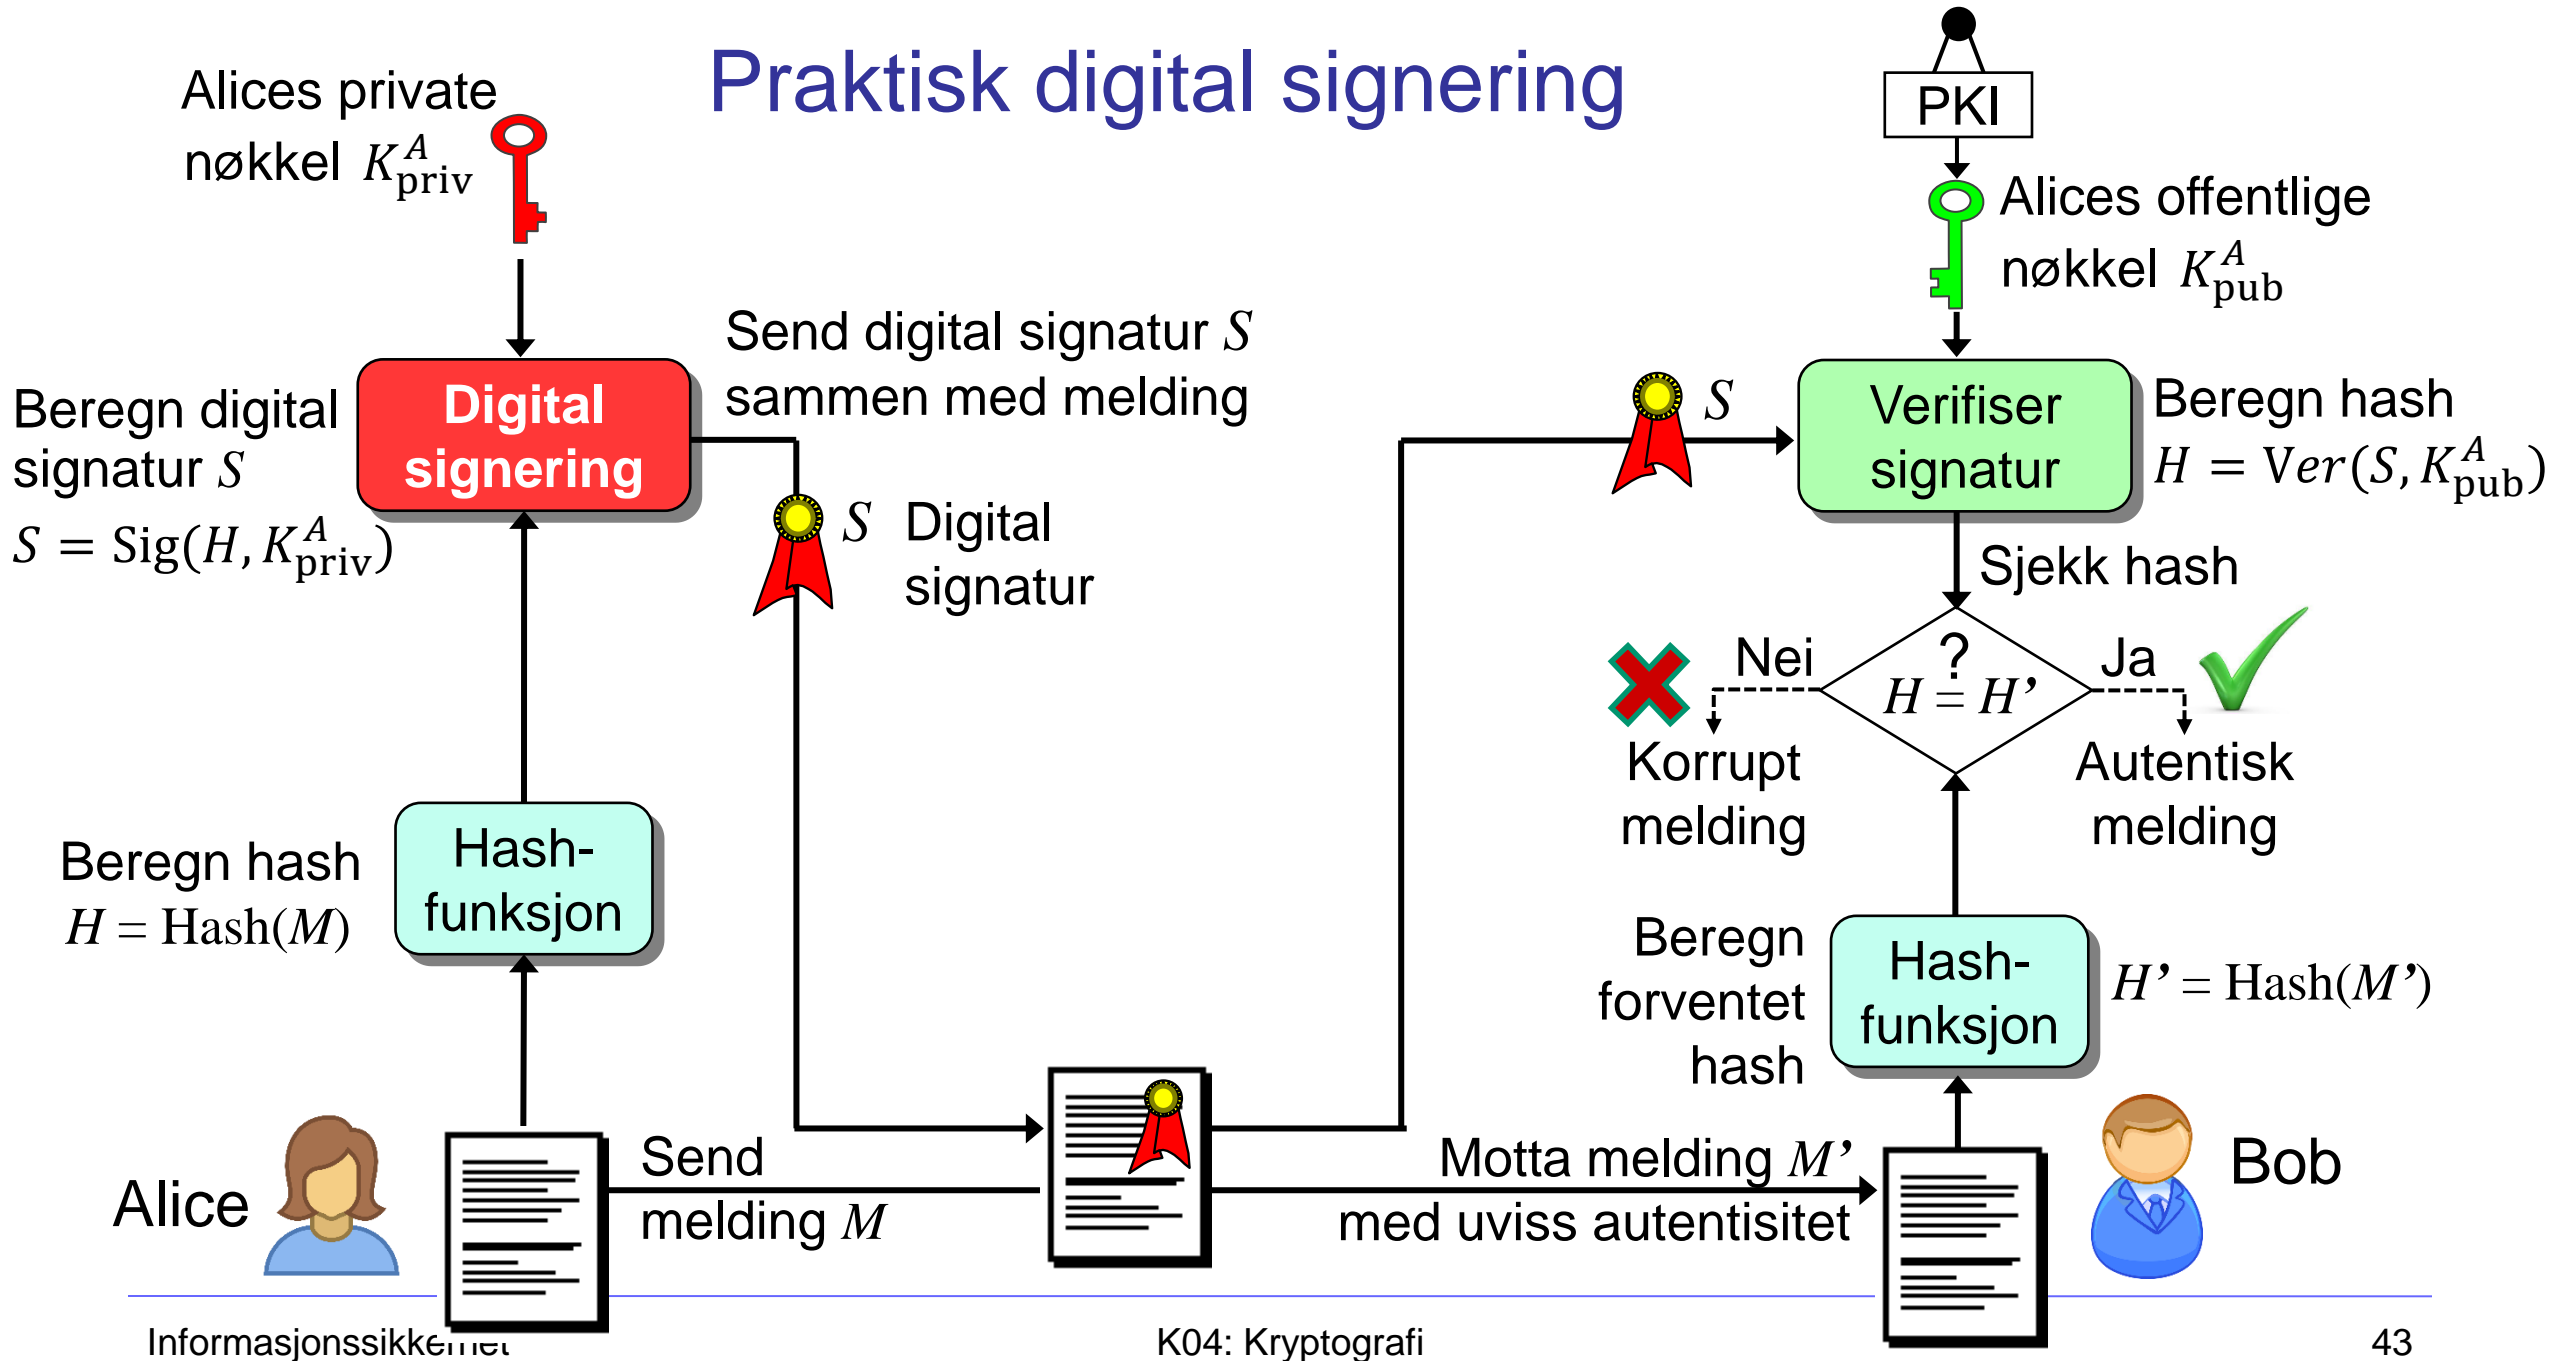 Praktisk digital signering
Alices private
nøkkel K^A_priv
PKI
Alices offentlige
nøkkel K^A_pub
Send digital signatur S
sammen med melding
Beregn digital
signatur S
S = Sig(H, K^A_priv)
Digital
signering
S
Verifiser
signatur
Beregn hash
H = Ver(S, K^A_pub)
S
Digital
signatur
Sjekk hash
Nei
?
H = H’
Ja
Korrupt
melding
Autentisk
melding
Beregn hash
H = Hash(M)
Hash-
funksjon
Beregn
forventet
hash
Hash-
funksjon
H’ = Hash(M’)
Alice
Send
melding M
Motta melding M’
med uviss autentisitet
Bob
Informasjonssikkerhet
K04: Kryptografi
43